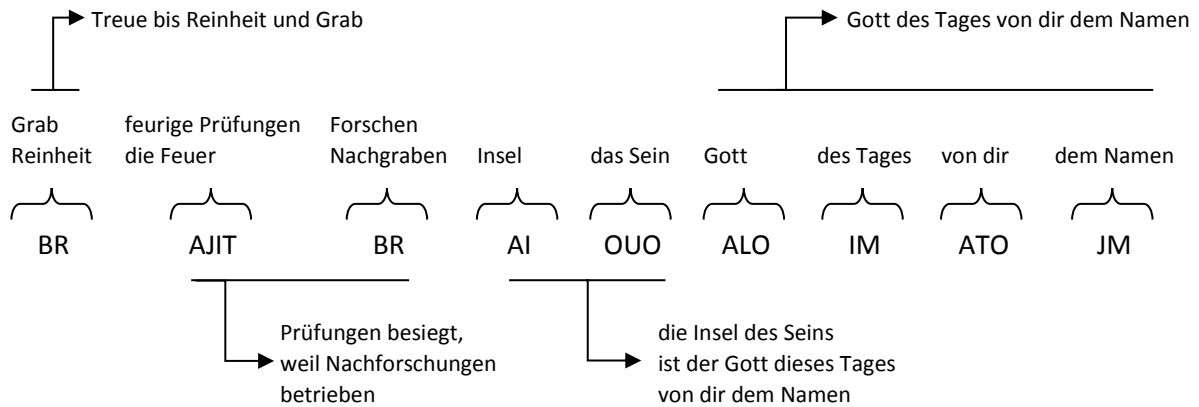 Treue bis Reinheit und Grab
Gott des Tages von dir dem Namen
Grab
Reinheit
feurige Prüfungen
die Feuer
Forschen
Nachgraben
Insel
das Sein
Gott
des Tages
von dir
dem Namen
BR AJIT BR AI OUO ALO IM ATO JM
Prüfungen besiegt,
weil Nachforschungen
betrieben
die Insel des Seins
ist der Gott dieses Tages
von dir dem Namen